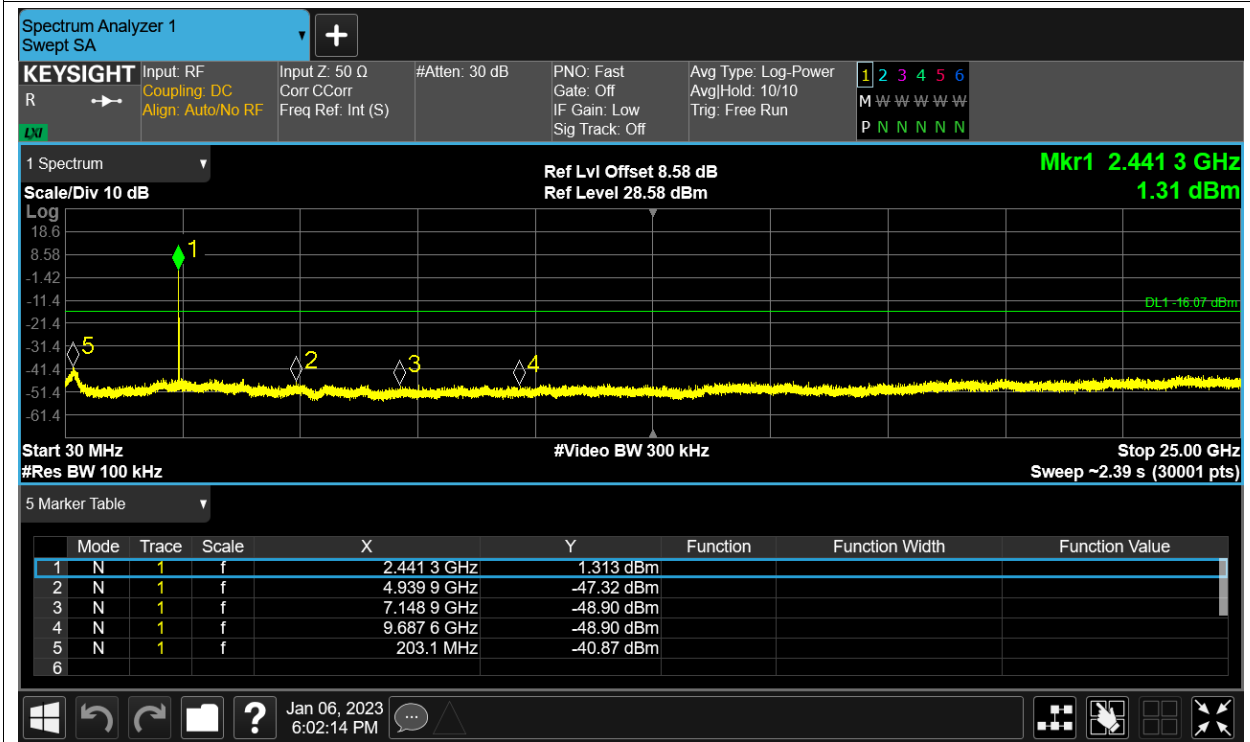 Spectrum Analyzer 1
Swept SA
+
KEYSIGHT
R
LXI
Input: RF
Coupling: DC
Align: Auto/No RF
Input Z: 50 Ω
Corr CCorr
Freq Ref: Int (S)
#Atten: 30 dB
PNO: Fast
Gate: Off
IF Gain: Low
Sig Track: Off
Avg Type: Log-Power
Avg|Hold: 10/10
Trig: Free Run
1 2 3 4 5 6
M W W W W W
P N N N N N
1 Spectrum
Scale/Div 10 dB
Ref Lvl Offset 8.58 dB
Ref Level 28.58 dBm
Mkr1 2.441 3 GHz
1.31 dBm
Log
18.6
8.58
-1.42
-11.4
-21.4
-31.4
-41.4
-51.4
-61.4
1
DL1 -16.07 dBm
5
2
3
4
Start 30 MHz
#Video BW 300 kHz
Stop 25.00 GHz
#Res BW 100 kHz
Sweep ~2.39 s (30001 pts)
5 Marker Table
Mode Trace Scale X Y Function Function Width Function Value
1 N 1 f 2.441 3 GHz 1.313 dBm
2 N 1 f 4.939 9 GHz -47.32 dBm
3 N 1 f 7.148 9 GHz -48.90 dBm
4 N 1 f 9.687 6 GHz -48.90 dBm
5 N 1 f 203.1 MHz -40.87 dBm
6
?
Jan 06, 2023
6:02:14 PM